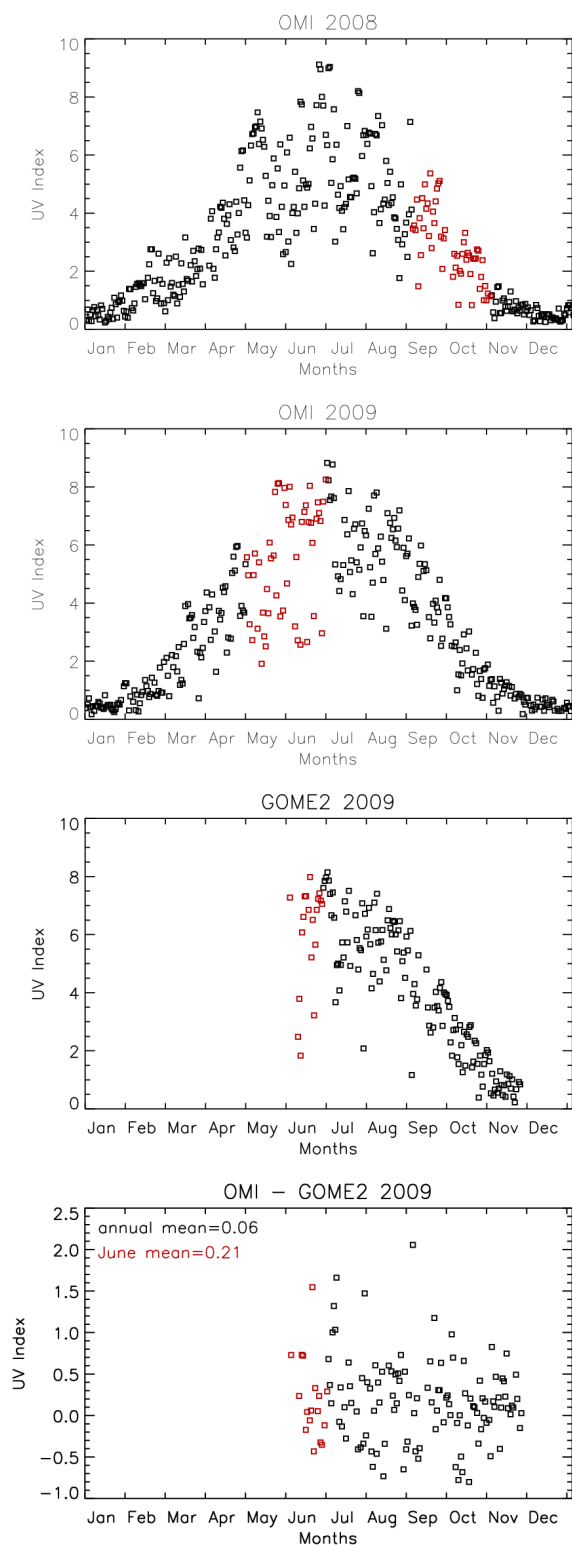 OMI 2008
10
8
6
4
2
0
UV Index
Jan Feb Mar Apr May Jun Jul Aug Sep Oct Nov Dec
Months
OMI 2009
10
8
6
4
2
0
UV Index
Jan Feb Mar Apr May Jun Jul Aug Sep Oct Nov Dec
Months
GOME2 2009
10
8
6
4
2
0
UV Index
Jan Feb Mar Apr May Jun Jul Aug Sep Oct Nov Dec
Months
OMI − GOME2 2009
annual mean=0.06
June mean=0.21
2.5
2.0
1.5
1.0
0.5
0.0
−0.5
−1.0
UV Index
Jan Feb Mar Apr May Jun Jul Aug Sep Oct Nov Dec
Months